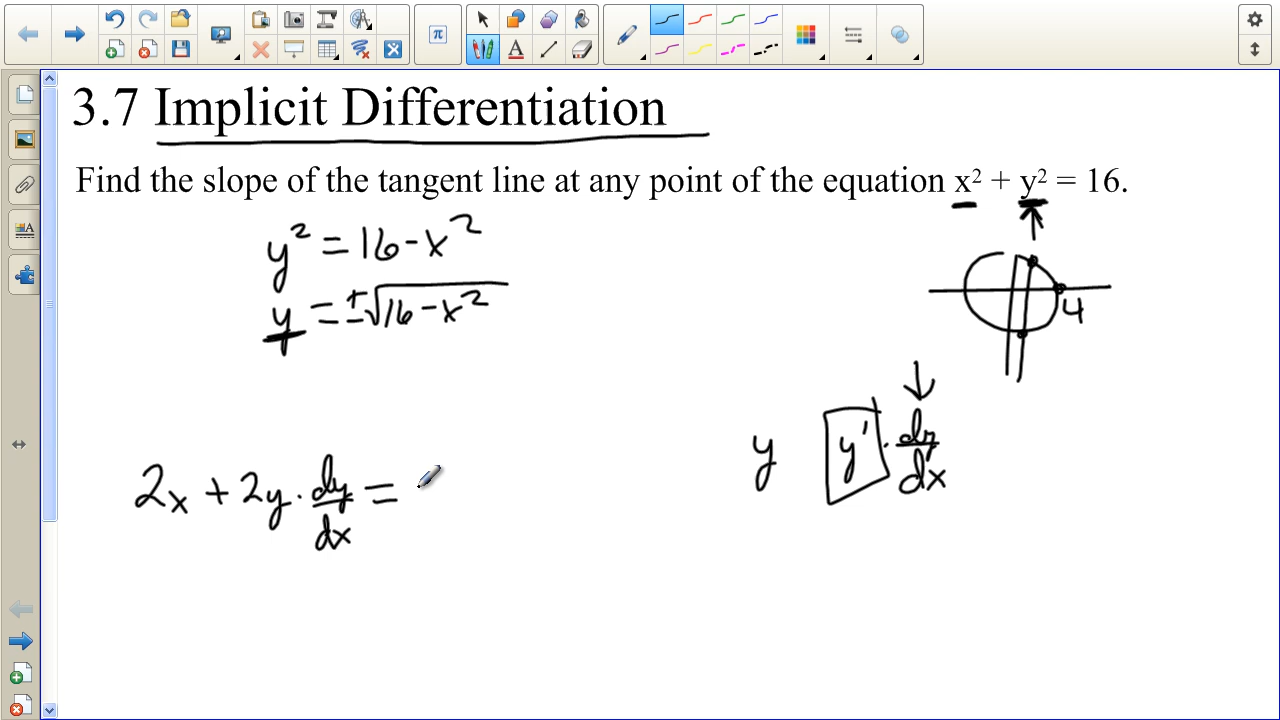 3.7 Implicit Differentiation
Find the slope of the tangent line at any point of the equation x² + y² = 16.
y² = 16-x²
y = ±√16-x²
4
y y' · dy/dx
2x + 2y · dy/dx =